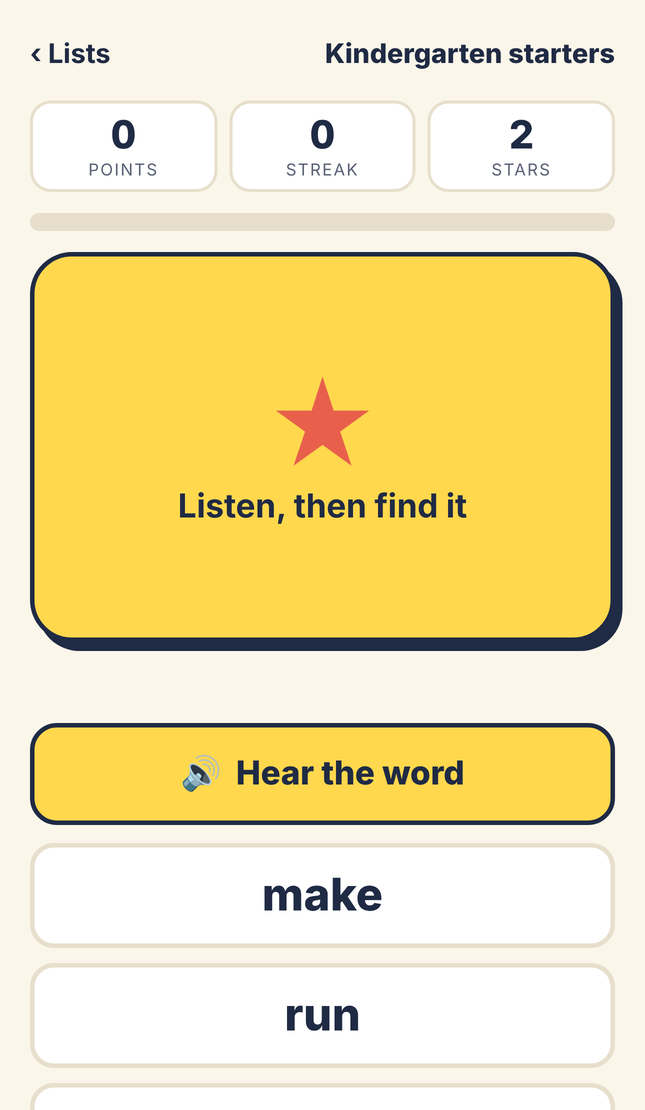 ‹ Lists
Kindergarten starters
0
POINTS
0
STREAK
2
STARS
Listen, then find it
Hear the word
make
run